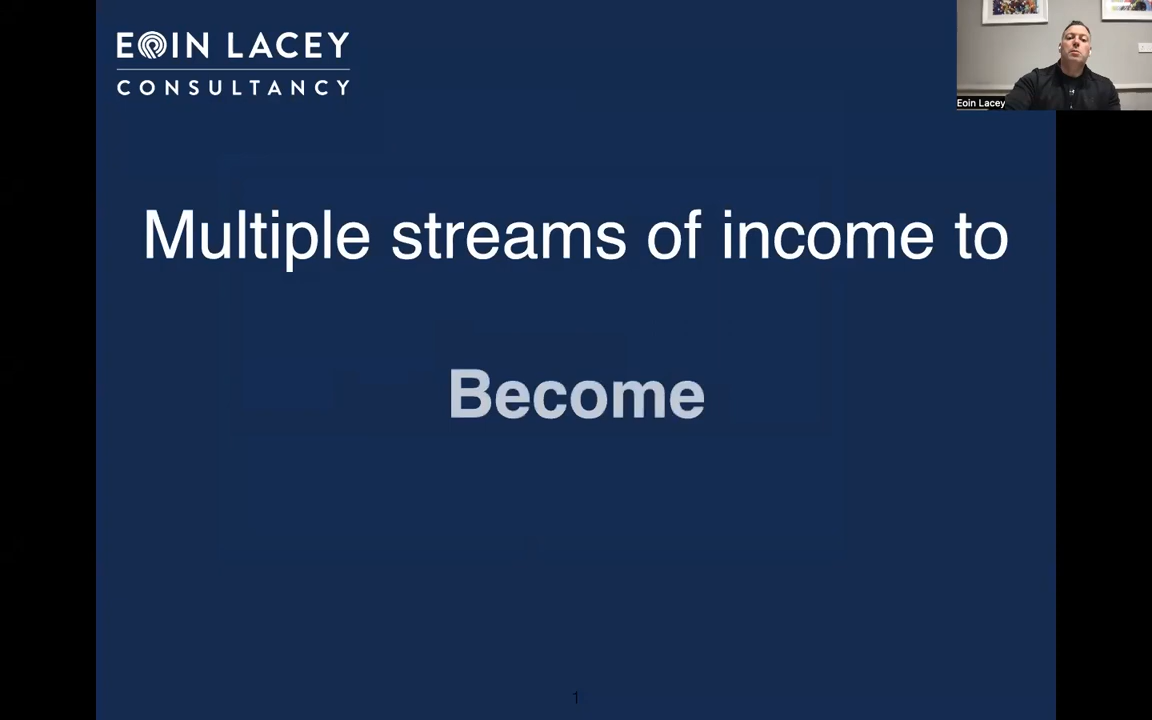 EOIN LACEY
CONSULTANCY
Eoin Lacey
Multiple streams of income to
Become
1